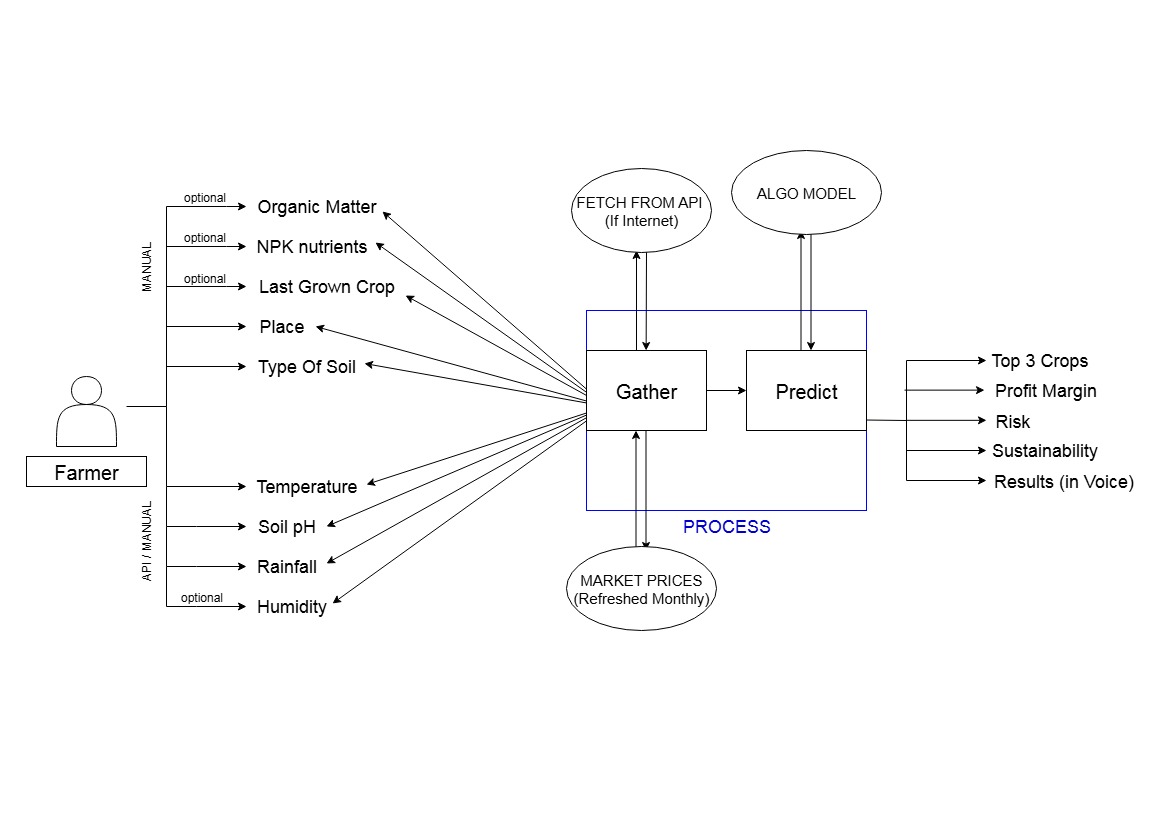 optional
Organic Matter
optional
NPK nutrients
optional
Last Grown Crop
Place
Type Of Soil
MANUAL
Farmer
Temperature
Soil pH
Rainfall
optional
Humidity
API / MANUAL
FETCH FROM API
(If Internet)
ALGO MODEL
Gather
Predict
PROCESS
MARKET PRICES
(Refreshed Monthly)
Top 3 Crops
Profit Margin
Risk
Sustainability
Results (in Voice)